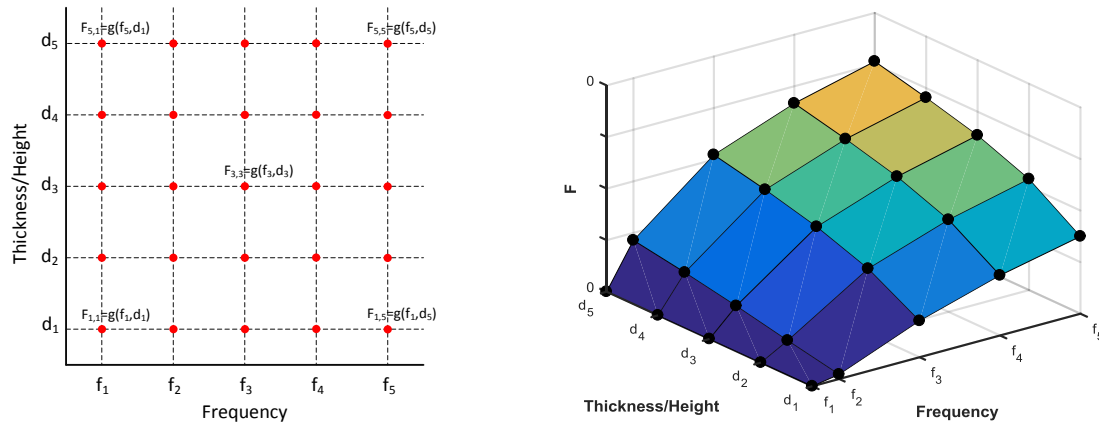 F5,1=g(f5,d1)
F5,5=g(f5,d5)
d5
d4
F3,3=g(f3,d3)
d3
d2
F1,1=g(f1,d1)
F1,5=g(f1,d5)
d1
Thickness/Height
f1
f2
f3
f4
f5
Frequency
0
F
0
d5
d4
d3
d2
d1
f1
f2
f3
f4
f5
Thickness/Height
Frequency